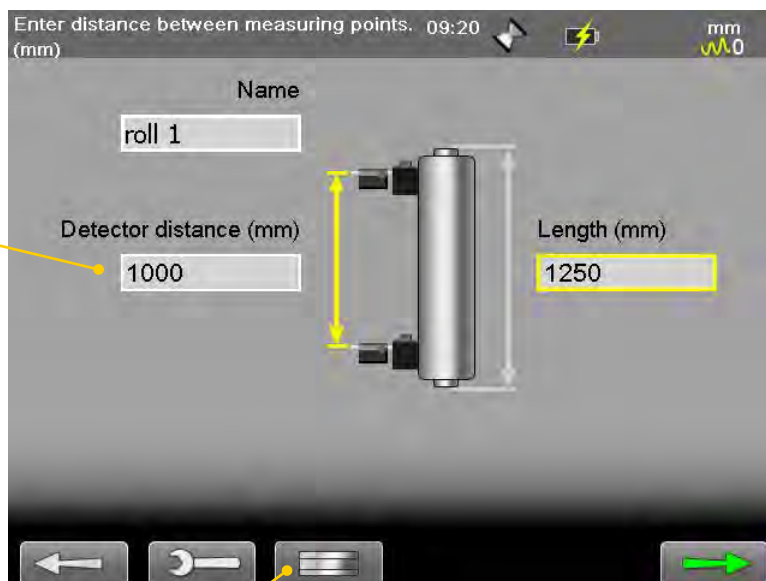 Enter distance between measuring points. 09:20
(mm)
mm
0
Name
roll 1
Detector distance (mm)
1000
Length (mm)
1250